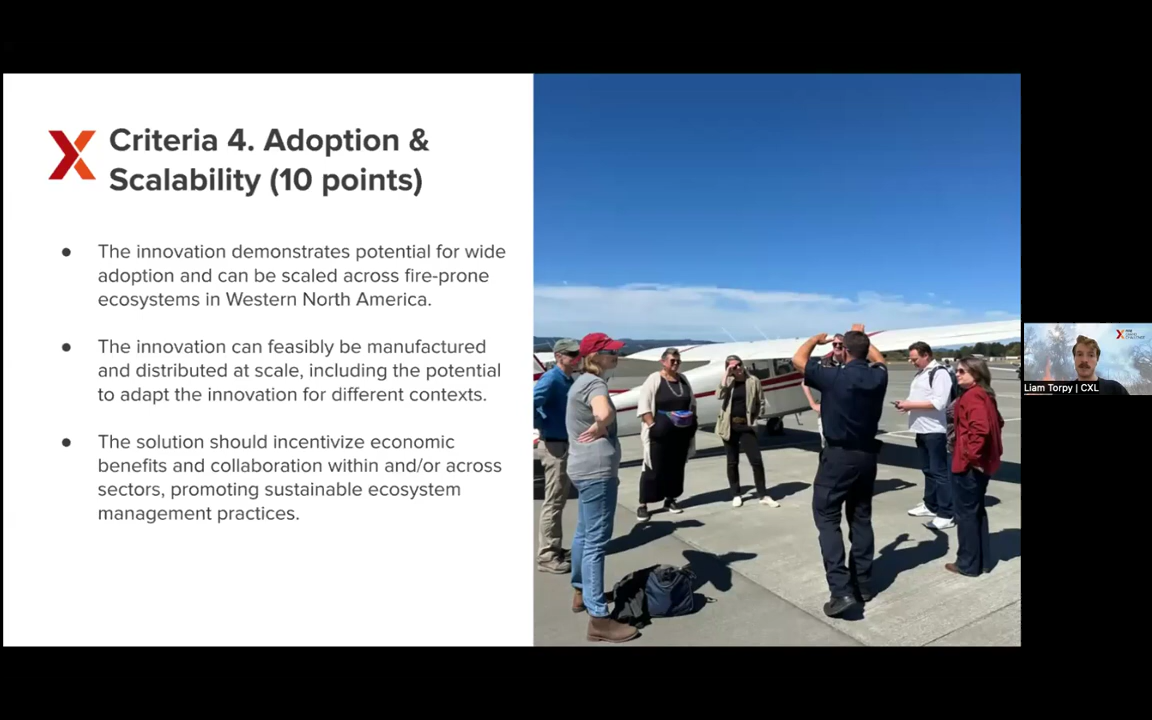 Criteria 4. Adoption &
Scalability (10 points)
● The innovation demonstrates potential for wide
adoption and can be scaled across fire-prone
ecosystems in Western North America.
● The innovation can feasibly be manufactured
and distributed at scale, including the potential
to adapt the innovation for different contexts.
● The solution should incentivize economic
benefits and collaboration within and/or across
sectors, promoting sustainable ecosystem
management practices.
Liam Torpy | CXL